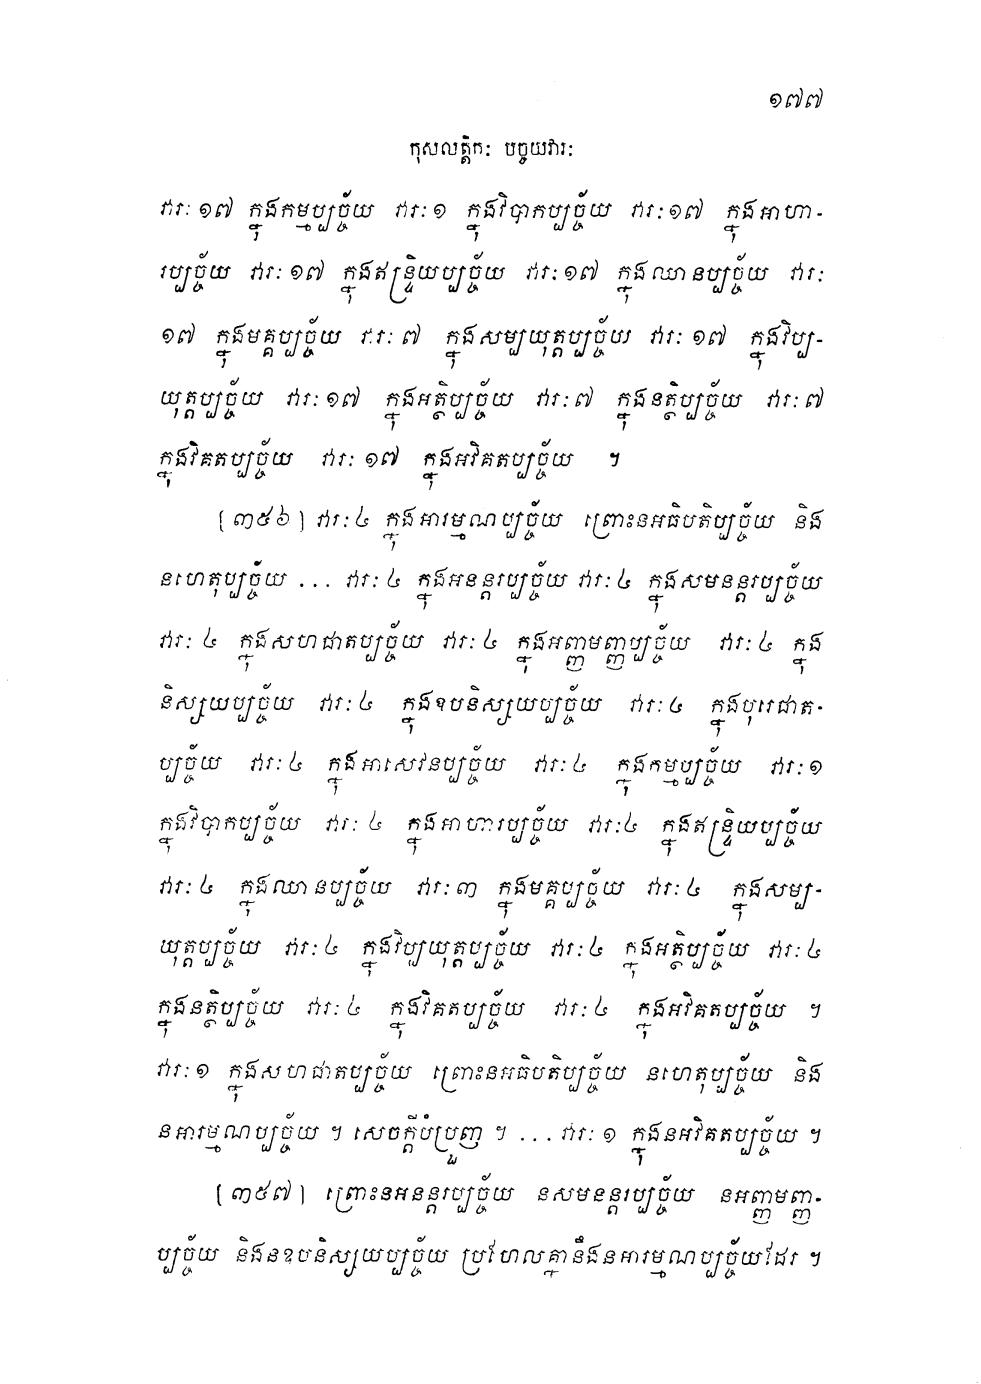 ១៧៧
កុសលត្តិកៈ បច្ចយវារៈ
វារៈ១៧ ក្នុងកម្មប្បច្ច័យ វារៈ១ ក្នុងវិបាកប្បច្ច័យ វារៈ១៧ ក្នុងអាហា-
រប្បច្ច័យ វារៈ១៧ ក្នុងឥន្ទ្រិយប្បច្ច័យ វារៈ១៧ ក្នុងឈានប្បច្ច័យ វារៈ
១៧ ក្នុងមគ្គប្បច្ច័យ វារៈ៧ ក្នុងសម្បយុត្តប្បច្ច័យ វារៈ១៧ ក្នុងវិប្ប-
យុត្តប្បច្ច័យ វារៈ១៧ ក្នុងអត្ថិប្បច្ច័យ វារៈ៧ ក្នុងនត្ថិប្បច្ច័យ វារៈ៧
ក្នុងវិគតប្បច្ច័យ វារៈ១៧ ក្នុងអវិគតប្បច្ច័យ ។
[៣៥៦] វារៈ៤ ក្នុងអារម្មណប្បច្ច័យ ព្រោះនអធិបតិប្បច្ច័យ និង
នហេតុប្បច្ច័យ ... វារៈ៤ ក្នុងអនន្តរប្បច្ច័យ វារៈ៤ ក្នុងសមនន្តរប្បច្ច័យ
វារៈ៤ ក្នុងសហជាតប្បច្ច័យ វារៈ៤ ក្នុងអញ្ញមញ្ញប្បច្ច័យ វារៈ៤ ក្នុង
និស្សយប្បច្ច័យ វារៈ៤ ក្នុងឧបនិស្សយប្បច្ច័យ វារៈ៤ ក្នុងបុរេជាត-
ប្បច្ច័យ វារៈ៤ ក្នុងអាសេវនប្បច្ច័យ វារៈ៤ ក្នុងកម្មប្បច្ច័យ វារៈ១
ក្នុងវិបាកប្បច្ច័យ វារៈ៤ ក្នុងអាហារប្បច្ច័យ វារៈ៤ ក្នុងឥន្ទ្រិយប្បច្ច័យ
វារៈ៤ ក្នុងឈានប្បច្ច័យ វារៈ៣ ក្នុងមគ្គប្បច្ច័យ វារៈ៤ ក្នុងសម្ប-
យុត្តប្បច្ច័យ វារៈ៤ ក្នុងវិប្បយុត្តប្បច្ច័យ វារៈ៤ ក្នុងអត្ថិប្បច្ច័យ វារៈ៤
ក្នុងនត្ថិប្បច្ច័យ វារៈ៤ ក្នុងវិគតប្បច្ច័យ វារៈ៤ ក្នុងអវិគតប្បច្ច័យ ។
វារៈ១ ក្នុងសហជាតប្បច្ច័យ ព្រោះនអធិបតិប្បច្ច័យ នហេតុប្បច្ច័យ និង
នអារម្មណប្បច្ច័យ ។ សេចក្តីបំប្រួញ ។ ... វារៈ១ ក្នុងនអវិគតប្បច្ច័យ ។
[៣៥៧] ព្រោះនអនន្តរប្បច្ច័យ នសមនន្តរប្បច្ច័យ នអញ្ញមញ្ញ-
ប្បច្ច័យ និងនឧបនិស្សយប្បច្ច័យ ប្រហែលគ្នានឹងនអារម្មណប្បច្ច័យដែរ ។